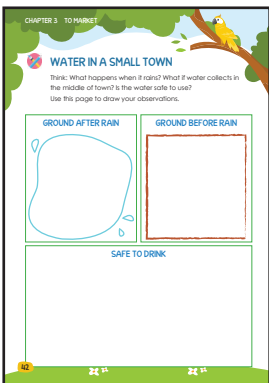 CHAPTER 3 TO MARKET
WATER IN A SMALL TOWN
Think: What happens when it rains? What if water collects in
the middle of town? Is the water safe to use?
Use this page to draw your observations.
GROUND AFTER RAIN
GROUND BEFORE RAIN
SAFE TO DRINK
42